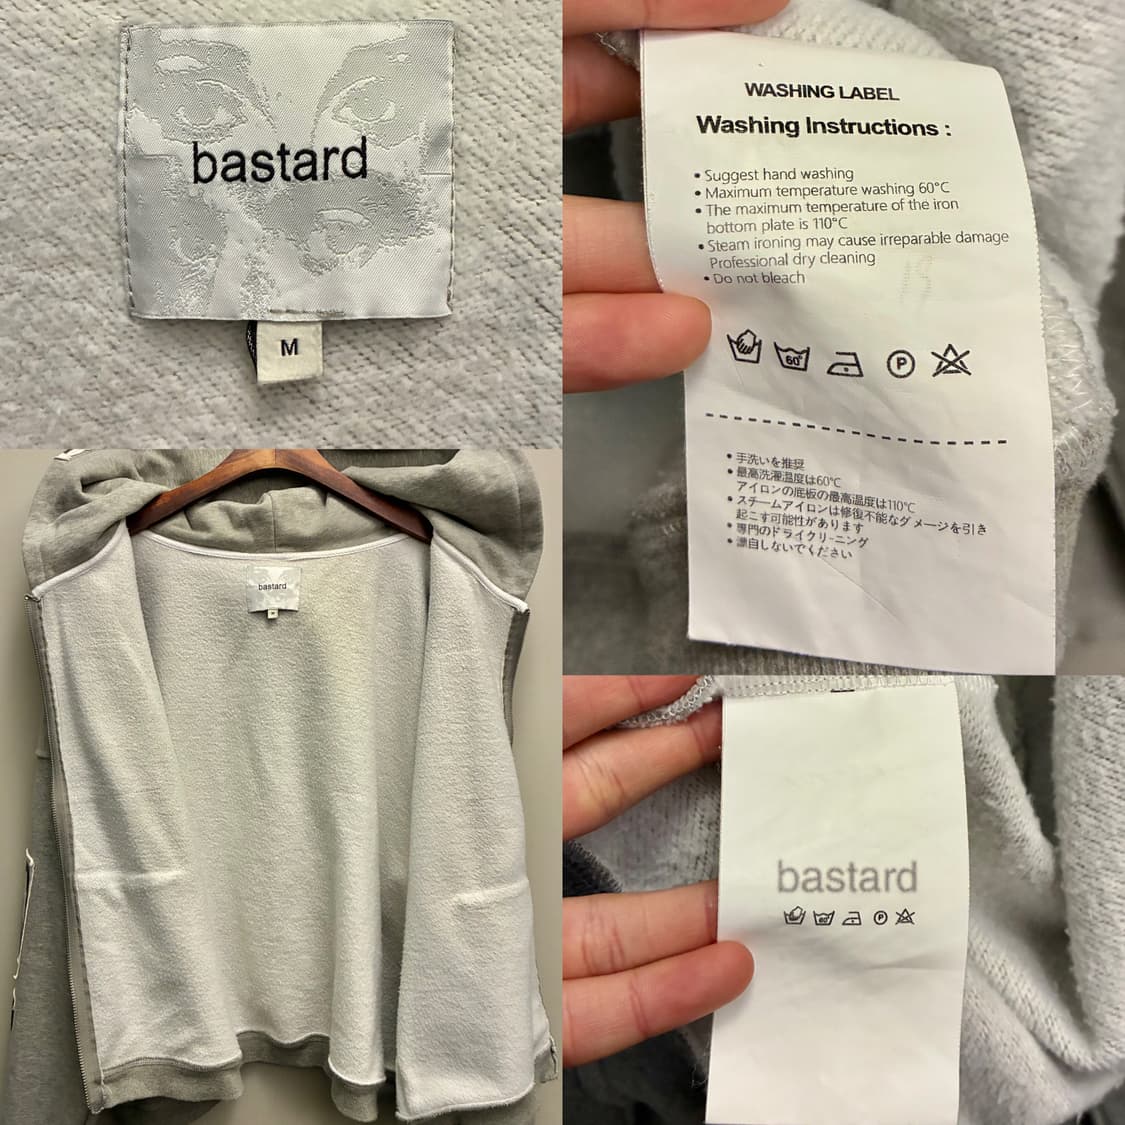 bastard
M
WASHING LABEL
Washing Instructions :
• Suggest hand washing
• Maximum temperature washing 60°C
• The maximum temperature of the iron
bottom plate is 110°C
• Steam ironing may cause irreparable damage
Professional dry cleaning
• Do not bleach
60°
P
• 手洗いを推奨
• 最高洗濯温度は60℃
アイロンの底板の最高温度は110℃
• スチームアイロンは修復不能なダメージを引き
起こす可能性があります
• 専門のドライクリーニング
• 漂白しないでください
bastard
M
bastard
60°
P